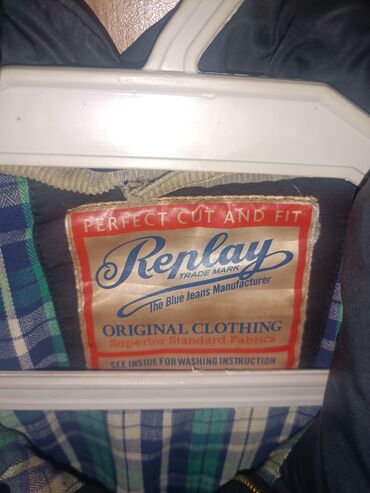 PERFECT CUT AND FIT
Replay
TRADE MARK
The Blue Jeans Manufacturer
ORIGINAL CLOTHING
Superior Standard Fabrics
SEE INSIDE FOR WASHING INSTRUCTION